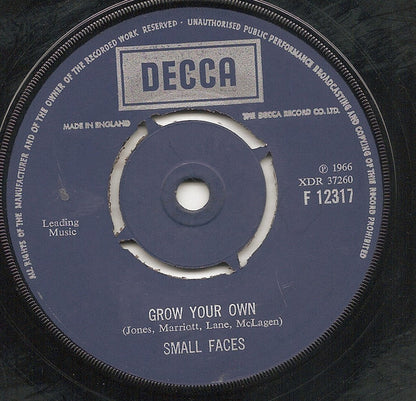 ALL RIGHTS OF THE MANUFACTURER AND OF THE OWNER OF THE RECORDED WORK RESERVED · UNAUTHORISED PUBLIC PERFORMANCE BROADCASTING AND COPYING OF THIS RECORD PROHIBITED
DECCA
MADE IN ENGLAND
THE DECCA RECORD CO. LTD.
℗ 1966
XDR 37260
F 12317
Leading
Music
GROW YOUR OWN
(Jones, Marriott, Lane, McLagen)
SMALL FACES